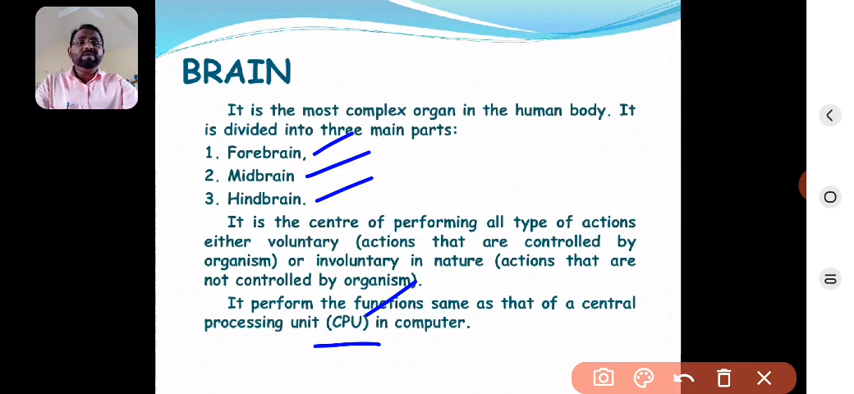 BRAIN
It is the most complex organ in the human body. It
is divided into three main parts:
1. Forebrain,
2. Midbrain
3. Hindbrain.
It is the centre of performing all type of actions
either voluntary (actions that are controlled by
organism) or involuntary in nature (actions that are
not controlled by organism).
It perform the functions same as that of a central
processing unit (CPU) in computer.